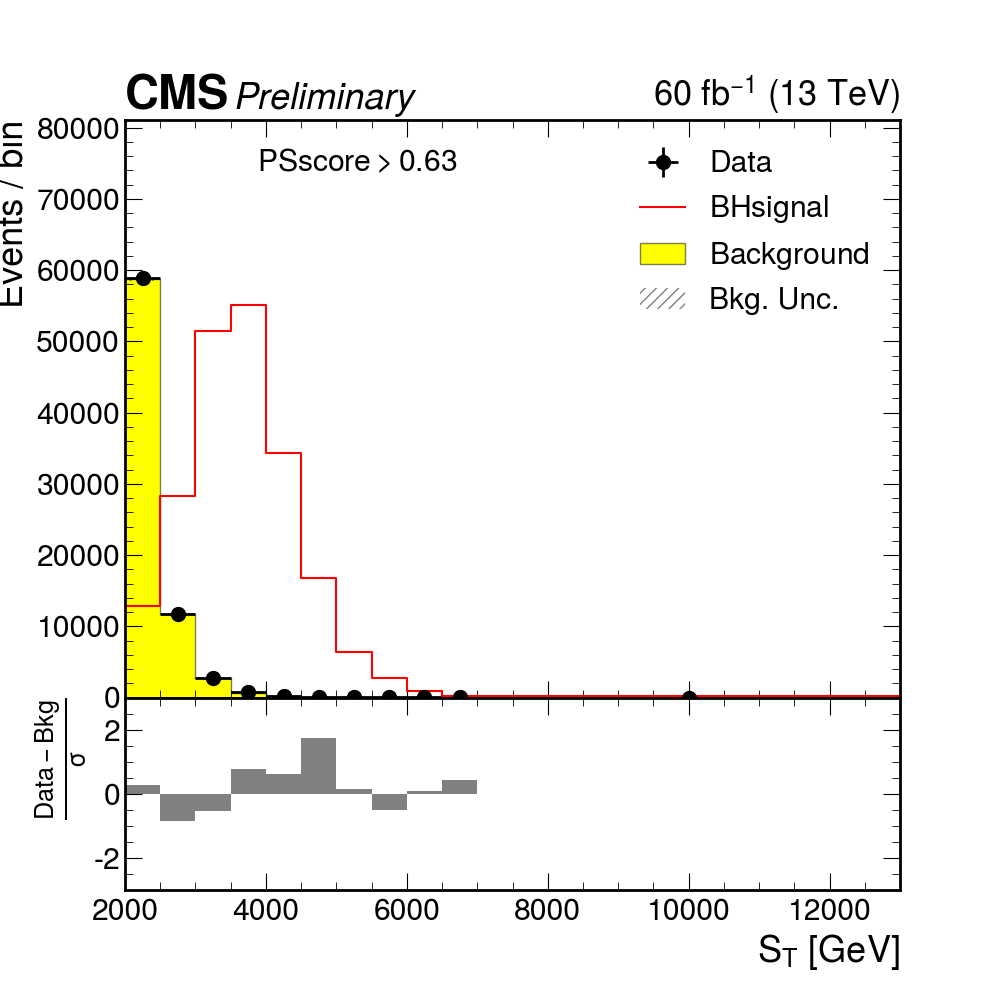 CMS Preliminary 60 fb⁻¹ (13 TeV)
Events / bin
80000
70000
60000
50000
40000
30000
20000
10000
0
PSscore > 0.63
Data
BHsignal
Background
Bkg. Unc.
Data − Bkg
σ
2
0
-2
2000 4000 6000 8000 10000 12000
S_T [GeV]